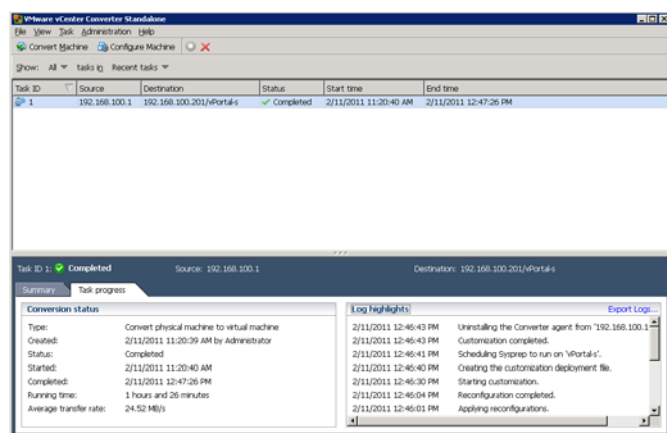 VMware vCenter Converter Standalone
File View Task Administration Help
Convert Machine Configure Machine
Show: All tasks in Recent tasks
Task ID Source Destination Status Start time End time
1 192.168.100.1 192.168.100.201/vPortal-s Completed 2/11/2011 11:20:40 AM 2/11/2011 12:47:26 PM
Task ID 1: Completed Source: 192.168.100.1 Destination: 192.168.100.201/vPortal-s
Summary Task progress
Conversion status
Type: Convert physical machine to virtual machine
Created: 2/11/2011 11:20:39 AM by Administrator
Status: Completed
Started: 2/11/2011 11:20:40 AM
Completed: 2/11/2011 12:47:26 PM
Running time: 1 hours and 26 minutes
Average transfer rate: 24.52 MB/s
Log highlights Export Logs...
2/11/2011 12:46:43 PM Uninstalling the Converter agent from '192.168.100.1
2/11/2011 12:46:43 PM Customization completed.
2/11/2011 12:46:41 PM Scheduling Sysprep to run on 'vPortal-s'.
2/11/2011 12:46:40 PM Creating the customization deployment file.
2/11/2011 12:46:30 PM Starting customization.
2/11/2011 12:46:04 PM Reconfiguration completed.
2/11/2011 12:46:01 PM Applying reconfigurations.